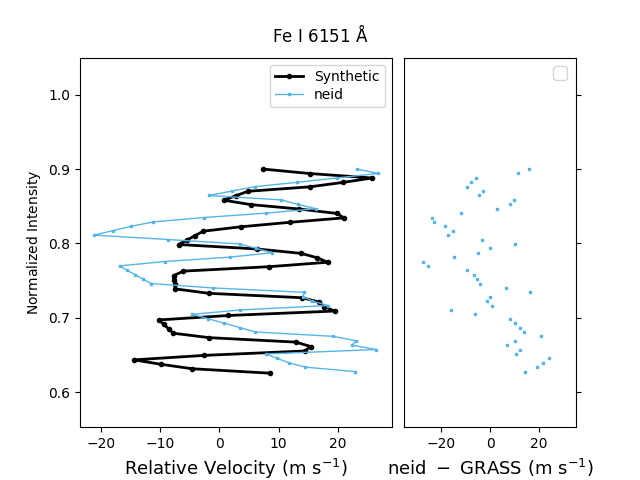 Fe I 6151 Å
Synthetic
neid
Normalized Intensity
1.0
0.9
0.8
0.7
0.6
−20 −10 0 10 20
−20 0 20
Relative Velocity (m s⁻¹)
neid − GRASS (m s⁻¹)